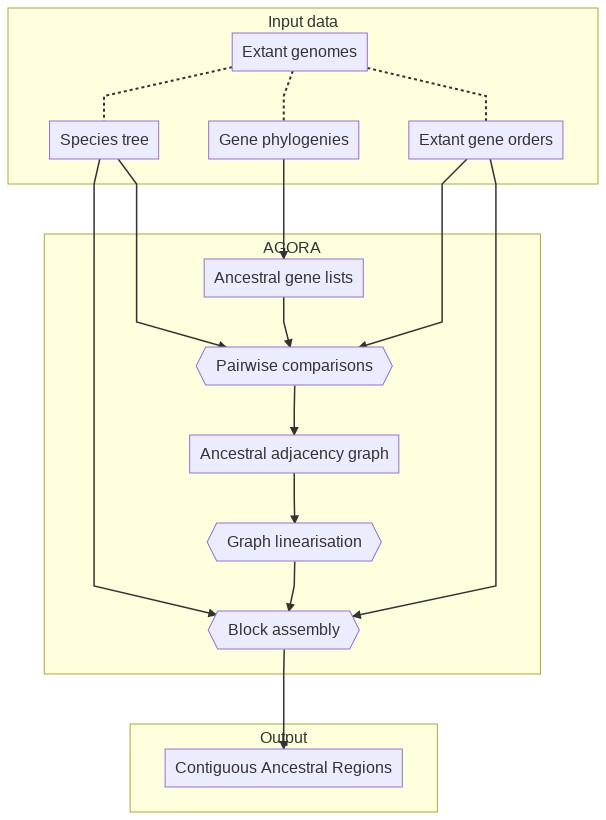 Input data
Extant genomes
Species tree
Gene phylogenies
Extant gene orders
AGORA
Ancestral gene lists
Pairwise comparisons
Ancestral adjacency graph
Graph linearisation
Block assembly
Output
Contiguous Ancestral Regions